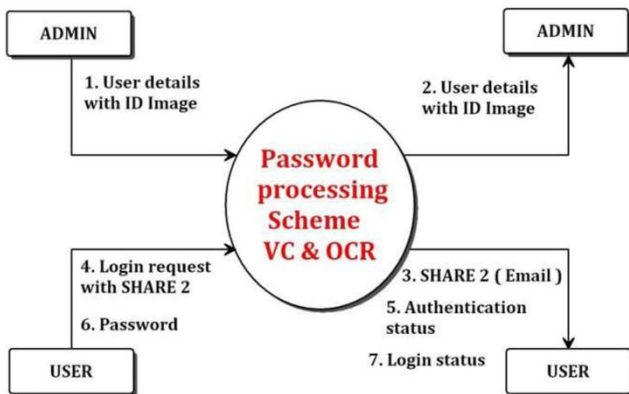 ADMIN
ADMIN
1. User details
with ID Image
2. User details
with ID Image
Password
processing
Scheme
VC & OCR
4. Login request
with SHARE 2
6. Password
3. SHARE 2 ( Email )
5. Authentication
status
7. Login status
USER
USER